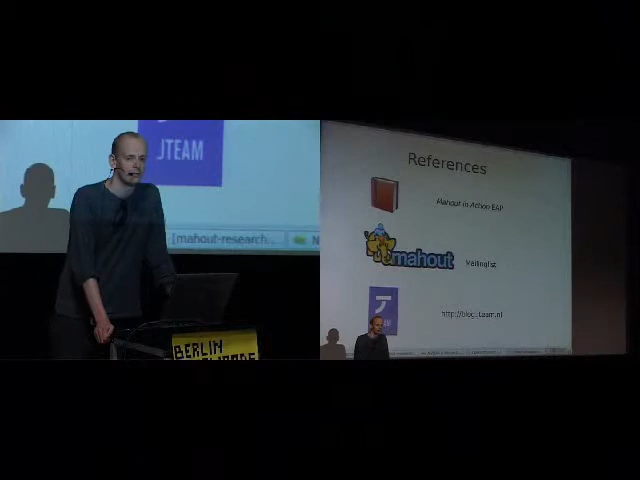 JTEAM
[mahout-research...
BERLIN
References
Mahout in Action EAP
mahout
Mailinglist
http://blog.jteam.nl